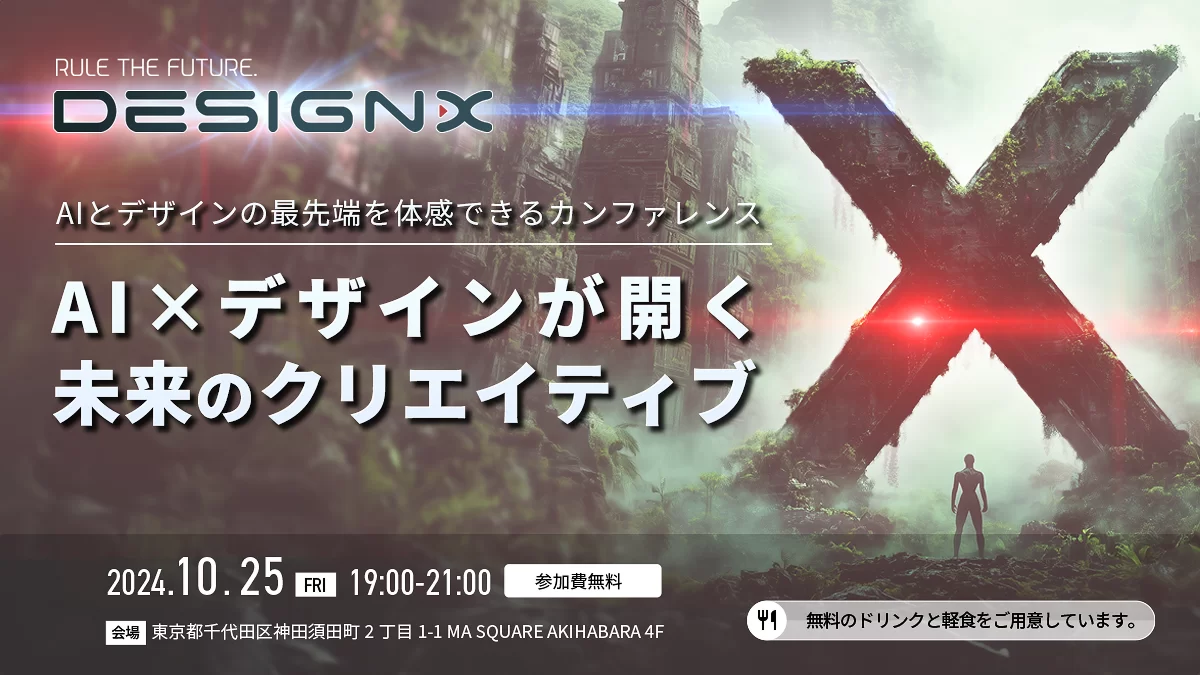 RULE THE FUTURE.
DESIGNX
AIとデザインの最先端を体感できるカンファレンス
AI×デザインが開く
未来のクリエイティブ
2024.10.25 FRI 19:00-21:00 参加費無料
会場 東京都千代田区神田須田町 2 丁目 1-1 MA SQUARE AKIHABARA 4F
無料のドリンクと軽食をご用意しています。